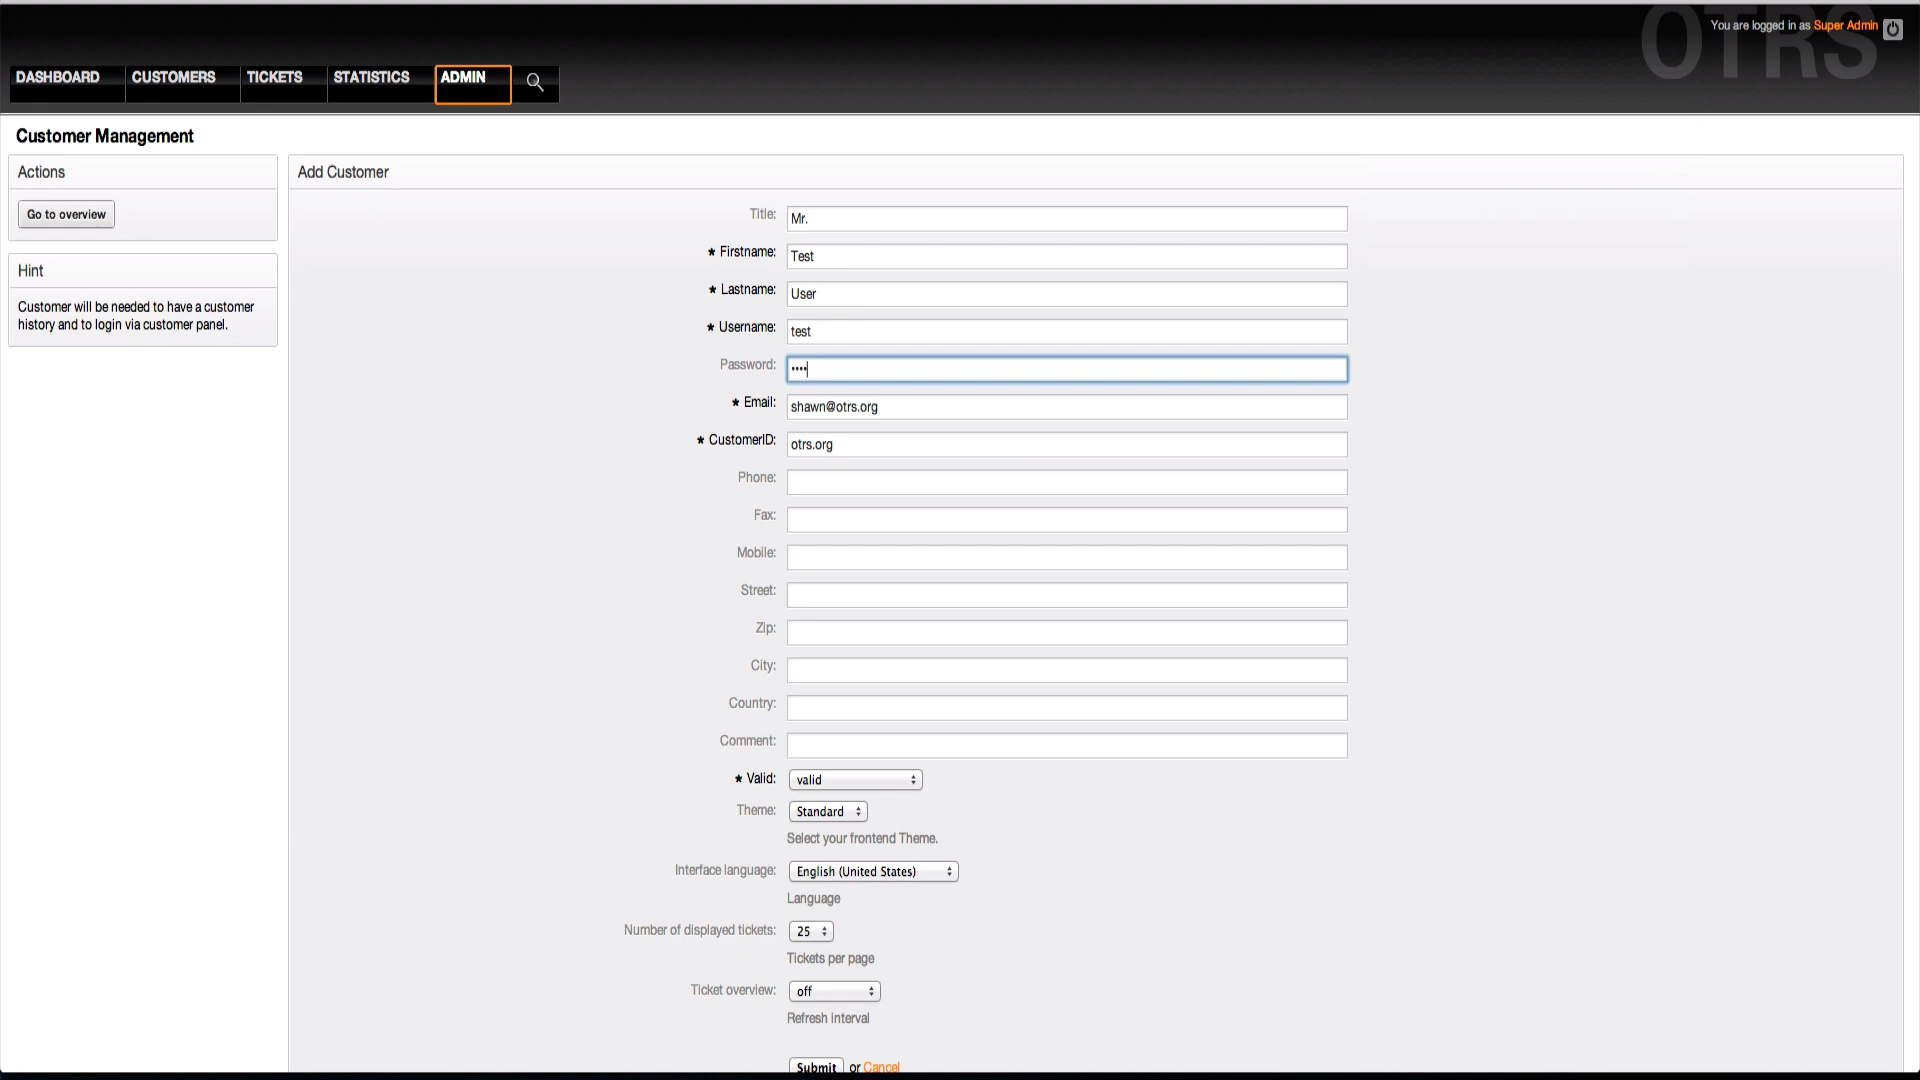 OTRS
You are logged in as Super Admin
DASHBOARD CUSTOMERS TICKETS STATISTICS ADMIN
Customer Management
Actions
Go to overview
Hint
Customer will be needed to have a customer
history and to login via customer panel.
Add Customer
Title: Mr.
* Firstname: Test
* Lastname: User
* Username: test
Password: ••••
* Email: shawn@otrs.org
* CustomerID: otrs.org
Phone:
Fax:
Mobile:
Street:
Zip:
City:
Country:
Comment:
* Valid: valid
Theme: Standard
Select your frontend Theme.
Interface language: English (United States)
Language
Number of displayed tickets: 25
Tickets per page
Ticket overview: off
Refresh interval
Submit or Cancel